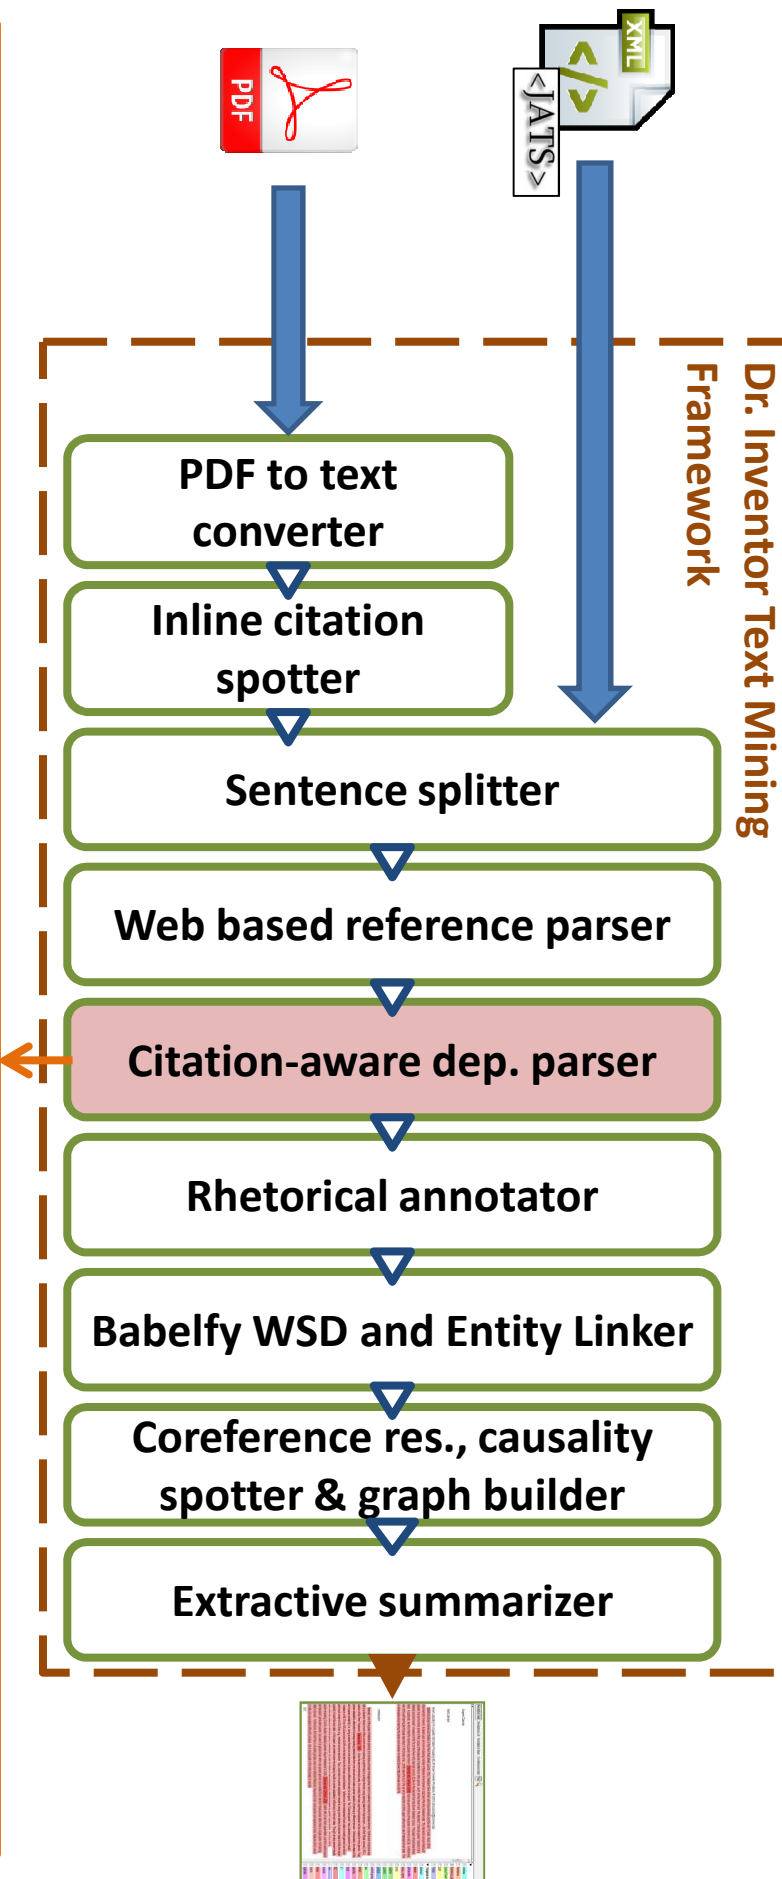 XML
<JATS>
PDF
Dr. Inventor Text Mining
Framework
PDF to text
converter
Inline citation
spotter
Sentence splitter
Web based reference parser
Citation-aware dep. parser
Rhetorical annotator
Babelfy WSD and Entity Linker
Coreference res., causality
spotter & graph builder
Extractive summarizer